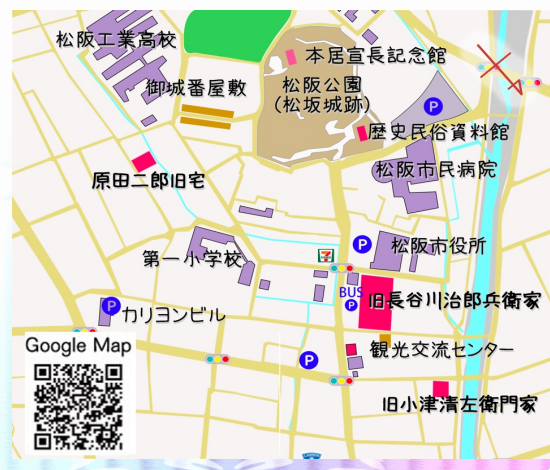 松阪工業高校
本居宣長記念館
御城番屋敷
松阪公園
(松坂城跡)
P
歴史民俗資料館
松阪市民病院
原田二郎旧宅
第一小学校
P
松阪市役所
7
BUS
P
旧長谷川治郎兵衛家
P
カリヨンビル
Google Map
観光交流センター
P
旧小津清左衛門家